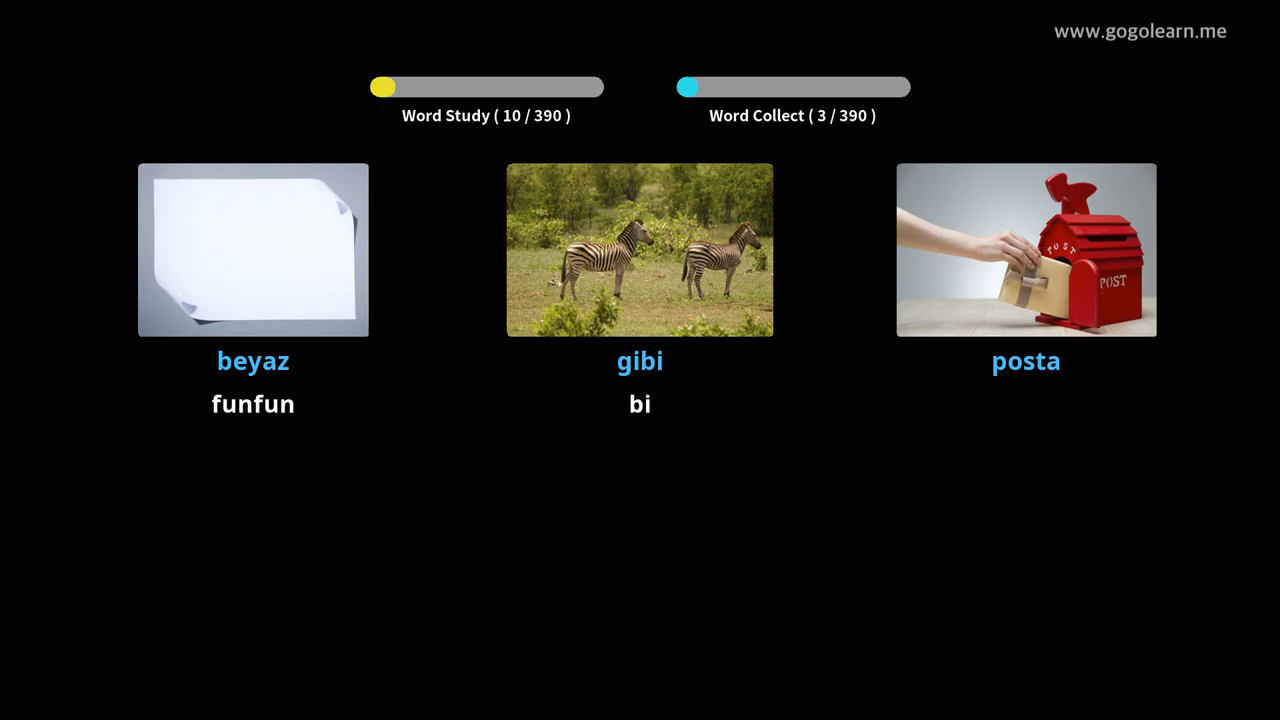 www.gogolearn.me
Word Study ( 10 / 390 )
Word Collect ( 3 / 390 )
POST
POST
beyaz
gibi
posta
funfun
bi